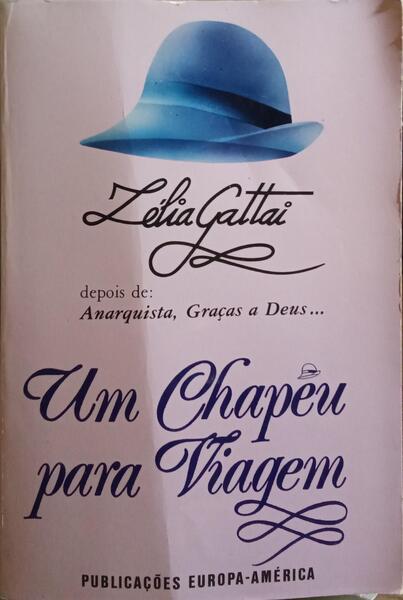 Zélia Gattai
depois de:
Anarquista, Graças a Deus...
Um Chapéu
para Viagem
PUBLICAÇÕES EUROPA-AMÉRICA